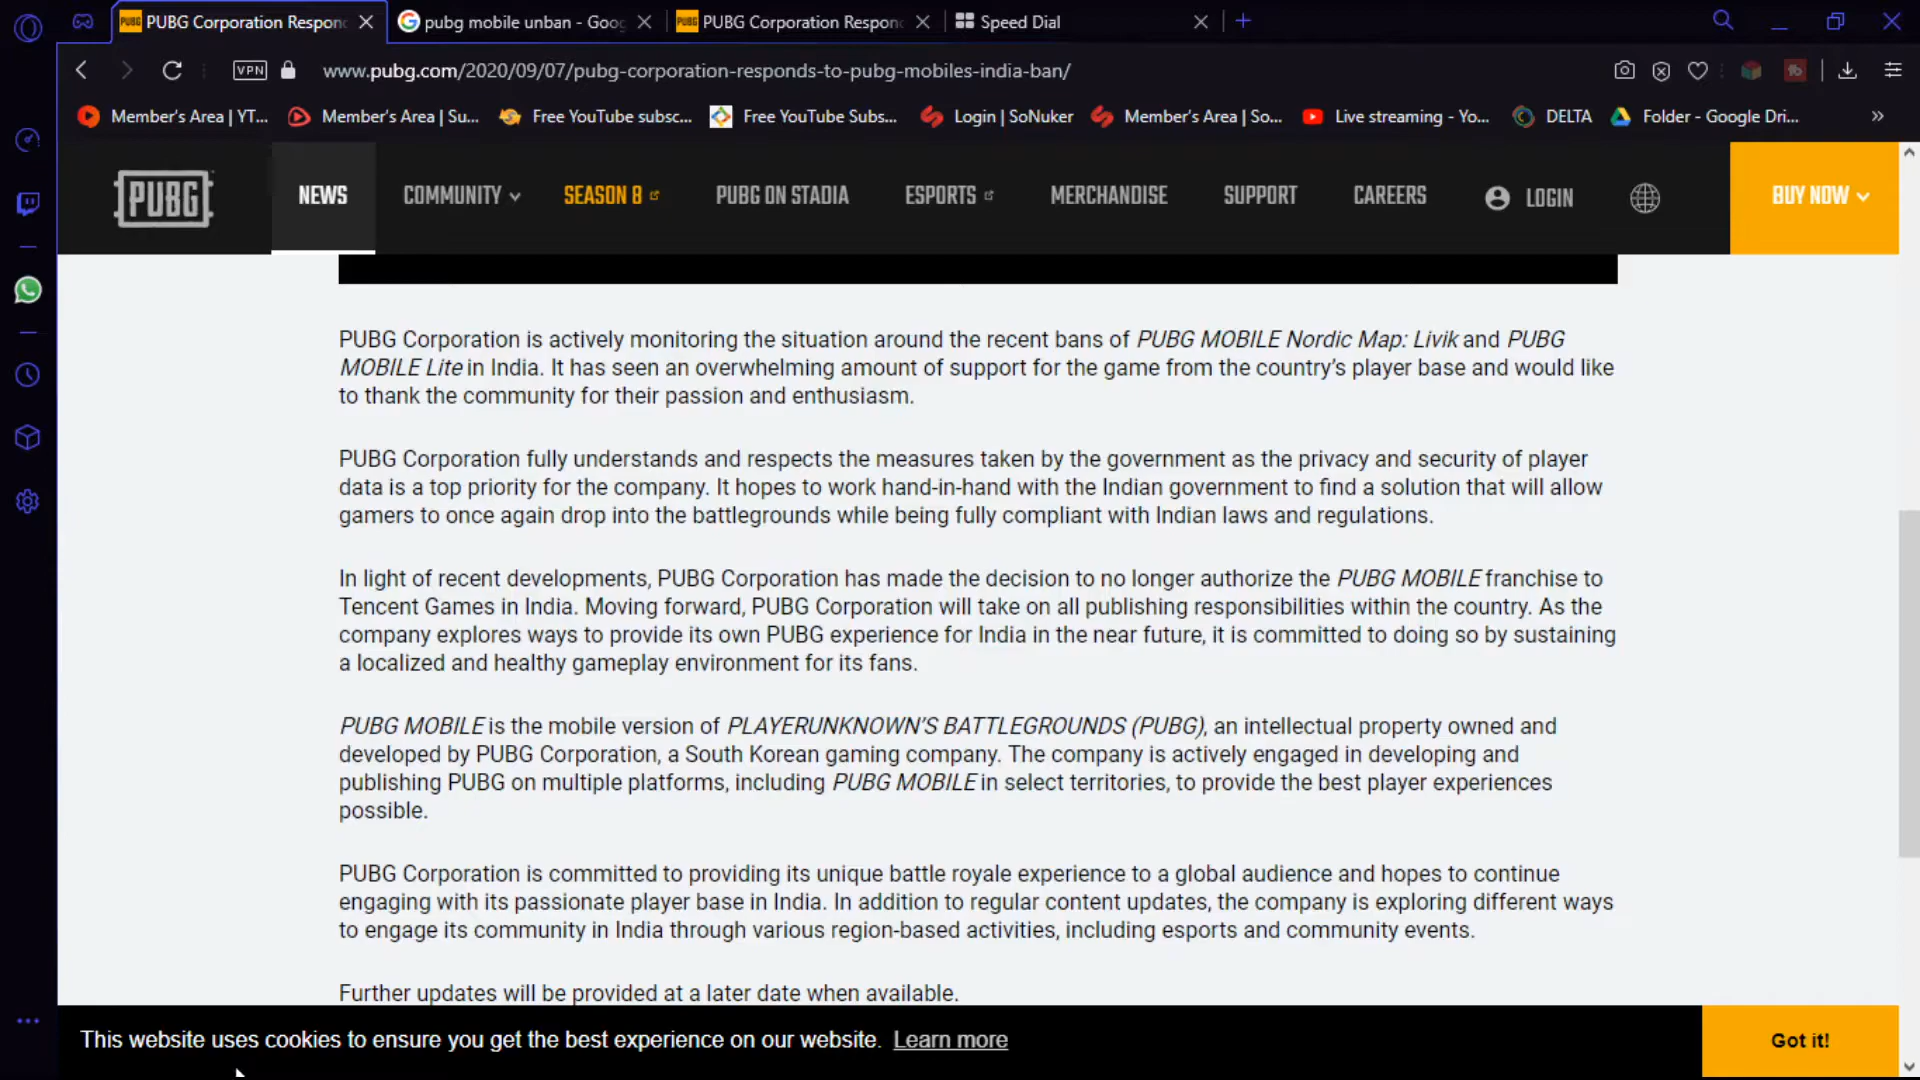 PUBG Corporation Respon
pubg mobile unban - Goog
PUBG Corporation Respon
Speed Dial
VPN
www.pubg.com/2020/09/07/pubg-corporation-responds-to-pubg-mobiles-india-ban/
Member's Area | YT...
Member's Area | Su...
Free YouTube subsc...
Free YouTube Subs...
Login | SoNuker
Member's Area | So...
Live streaming - Yo...
DELTA
Folder - Google Dri...
PUBG
NEWS
COMMUNITY
SEASON 8
PUBG ON STADIA
ESPORTS
MERCHANDISE
SUPPORT
CAREERS
LOGIN
BUY NOW
PUBG Corporation is actively monitoring the situation around the recent bans of PUBG MOBILE Nordic Map: Livik and PUBG
MOBILE Lite in India. It has seen an overwhelming amount of support for the game from the country's player base and would like
to thank the community for their passion and enthusiasm.
PUBG Corporation fully understands and respects the measures taken by the government as the privacy and security of player
data is a top priority for the company. It hopes to work hand-in-hand with the Indian government to find a solution that will allow
gamers to once again drop into the battlegrounds while being fully compliant with Indian laws and regulations.
In light of recent developments, PUBG Corporation has made the decision to no longer authorize the PUBG MOBILE franchise to
Tencent Games in India. Moving forward, PUBG Corporation will take on all publishing responsibilities within the country. As the
company explores ways to provide its own PUBG experience for India in the near future, it is committed to doing so by sustaining
a localized and healthy gameplay environment for its fans.
PUBG MOBILE is the mobile version of PLAYERUNKNOWN'S BATTLEGROUNDS (PUBG), an intellectual property owned and
developed by PUBG Corporation, a South Korean gaming company. The company is actively engaged in developing and
publishing PUBG on multiple platforms, including PUBG MOBILE in select territories, to provide the best player experiences
possible.
PUBG Corporation is committed to providing its unique battle royale experience to a global audience and hopes to continue
engaging with its passionate player base in India. In addition to regular content updates, the company is exploring different ways
to engage its community in India through various region-based activities, including esports and community events.
Further updates will be provided at a later date when available.
This website uses cookies to ensure you get the best experience on our website. Learn more
Got it!